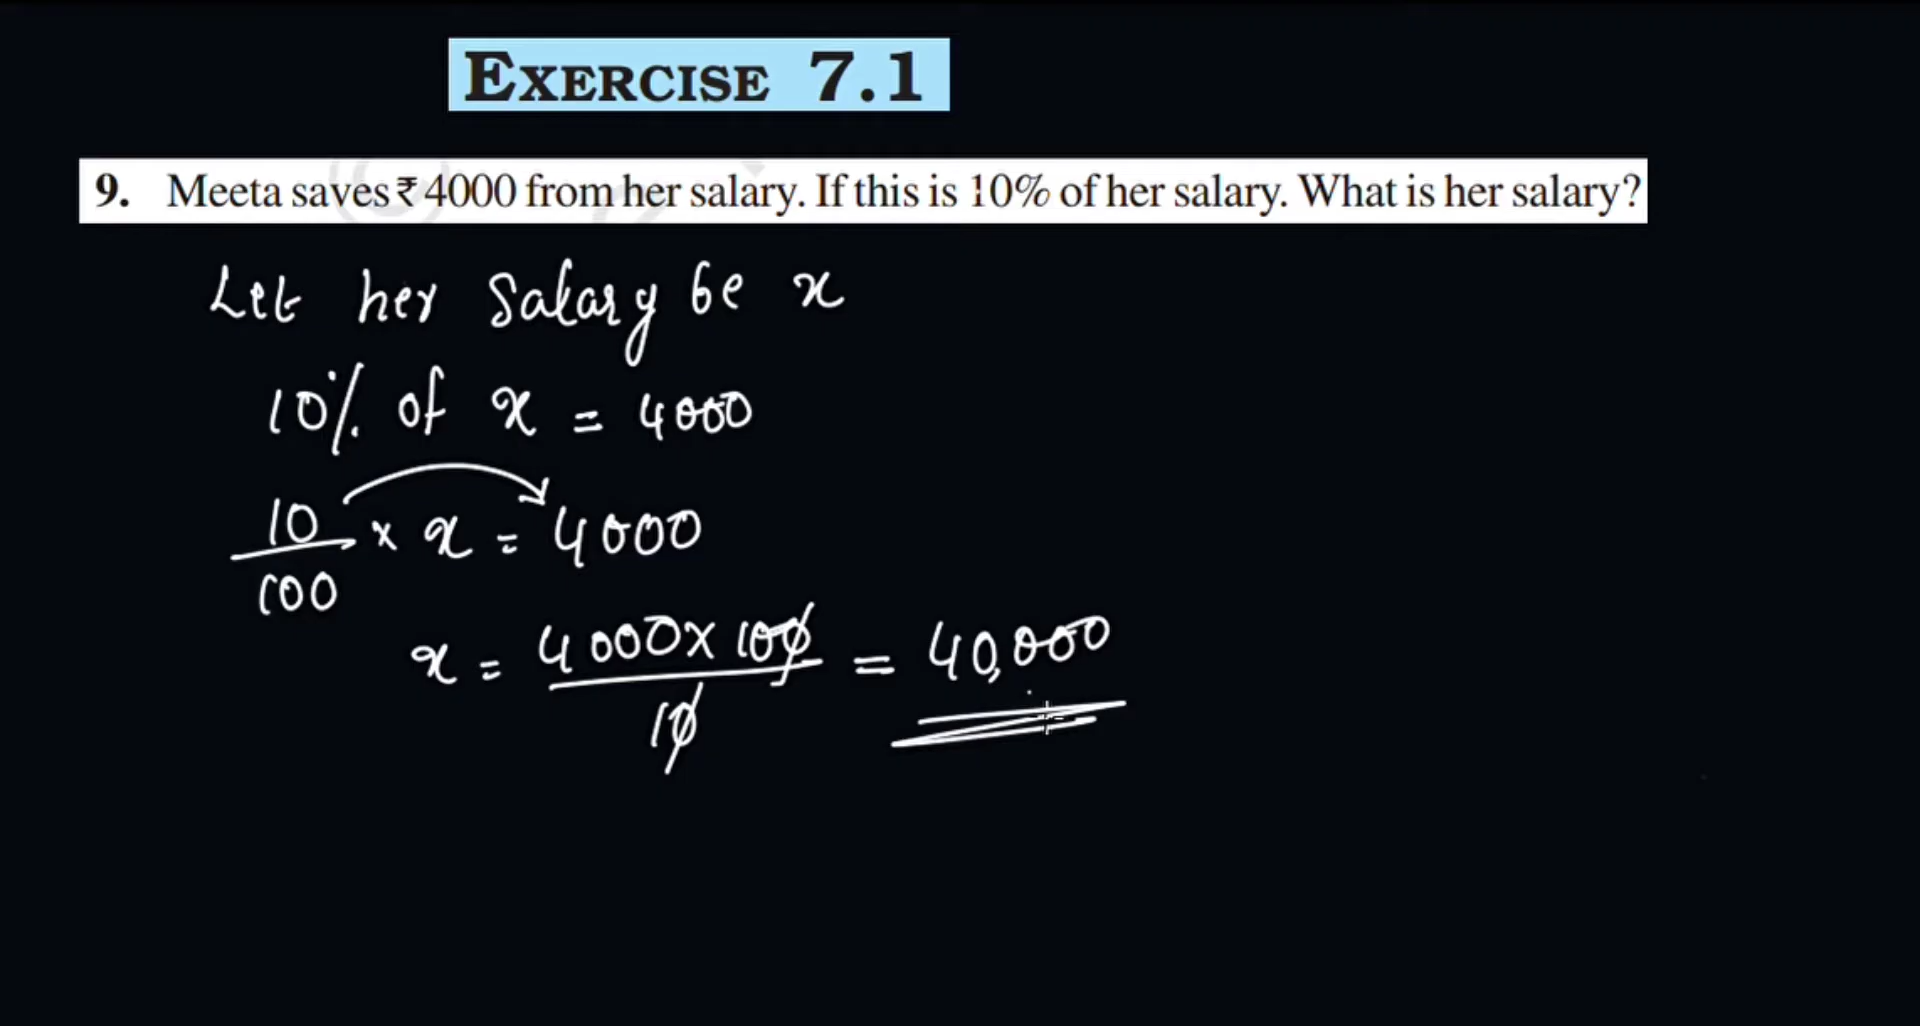 EXERCISE 7.1
9. Meeta saves ₹ 4000 from her salary. If this is 10% of her salary. What is her salary?
Let her Salary be x
10% of x = 4000
10/100 × x = 4000
x = 4000 × 100/10 = 40,000